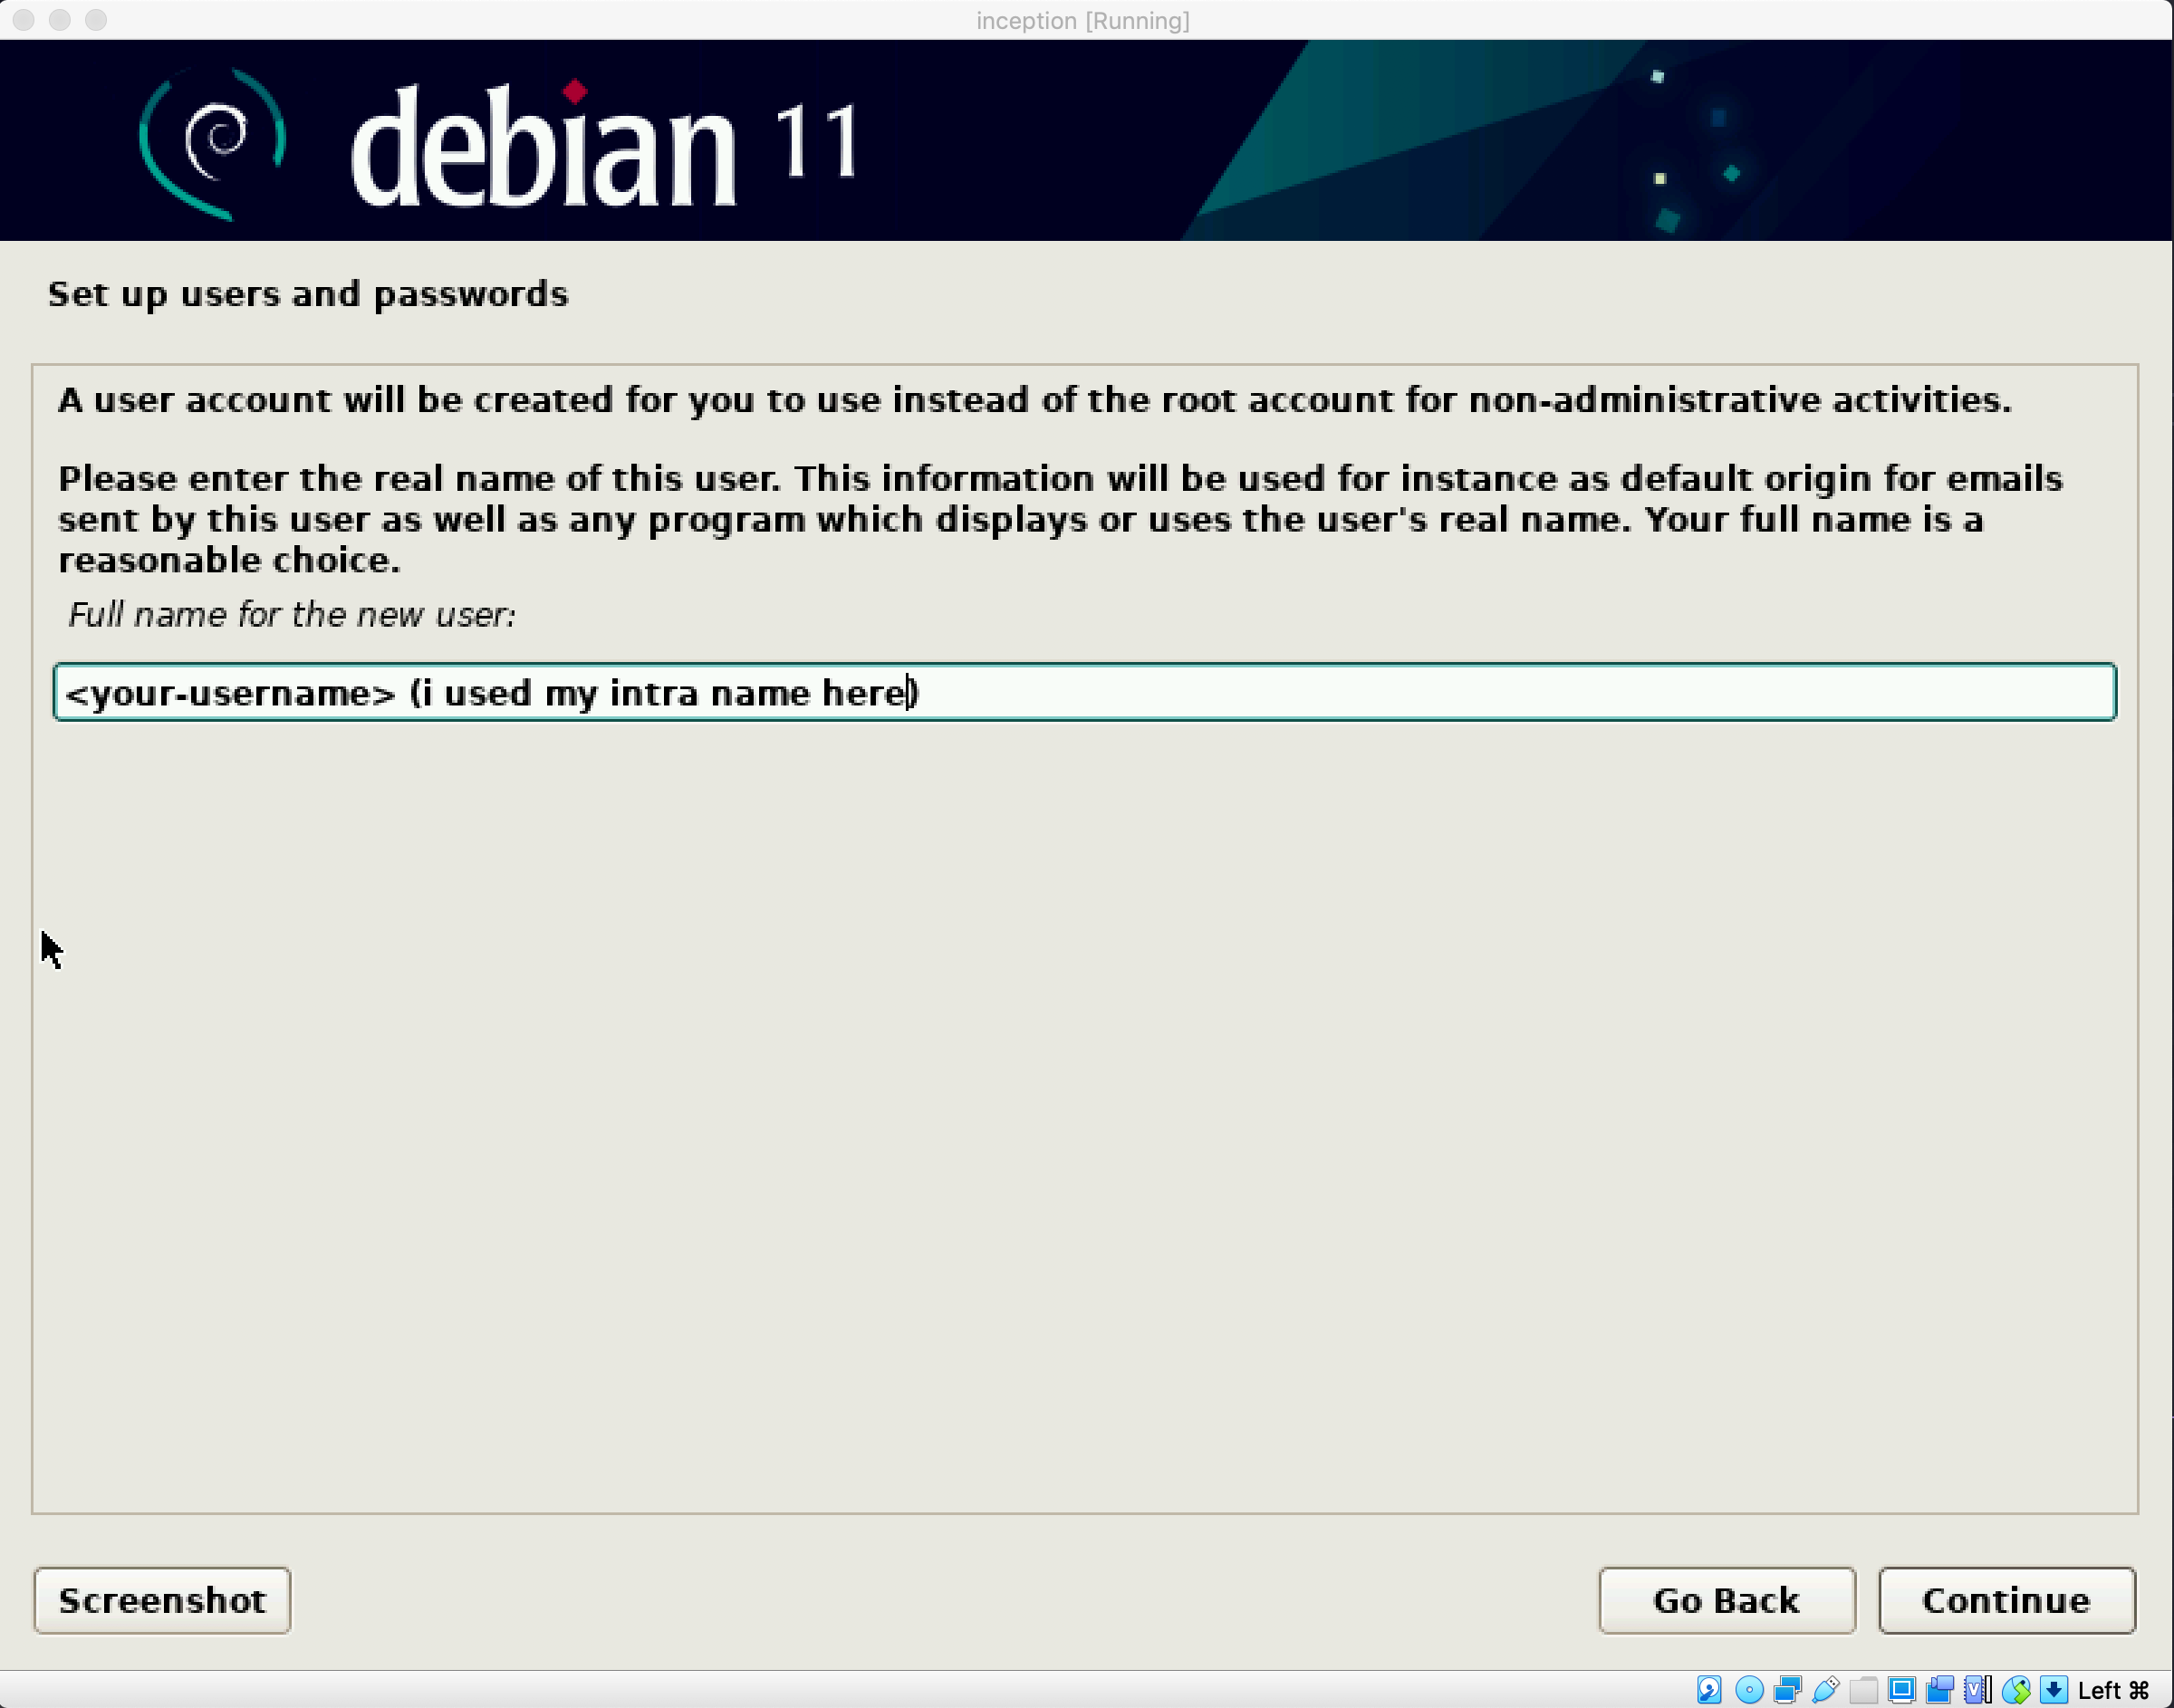 inception [Running]
debian 11
Set up users and passwords
A user account will be created for you to use instead of the root account for non-administrative activities.
Please enter the real name of this user. This information will be used for instance as default origin for emails
sent by this user as well as any program which displays or uses the user's real name. Your full name is a
reasonable choice.
Full name for the new user:
<your-username> (i used my intra name here)
Screenshot
Go Back
Continue
Left ⌘